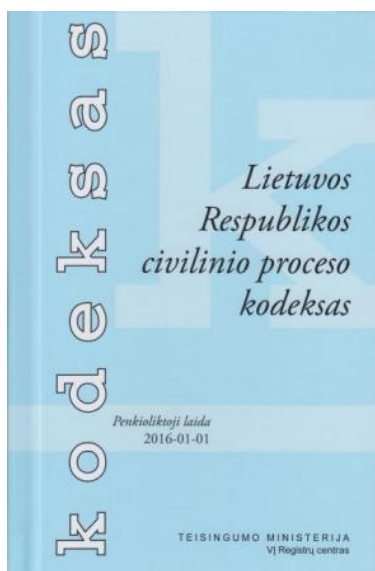 kodeksas
Lietuvos
Respublikos
civilinio proceso
kodeksas
Penkioliktoji laida
2016-01-01
TEISINGUMO MINISTERIJA
VĮ Registrų centras